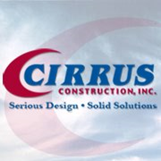 CIRRUS
CONSTRUCTION, INC.
Serious Design • Solid Solutions